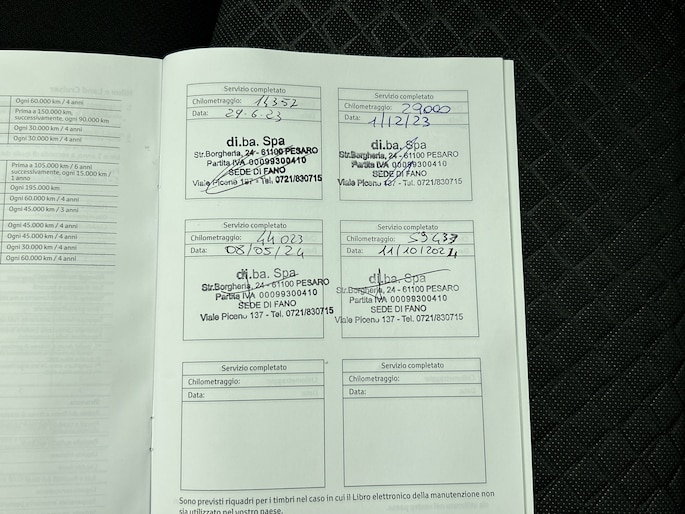 Ogni 60.000 km / 4 anni
Prima a 150.000 km,
successivamente, ogni 90.000 km
Ogni 30.000 km / 4 anni
Ogni 30.000 km / 4 anni
Prima a 105.000 km / 6 anni
successivamente, ogni 15.000 km /
1 anno
Ogni 195.000 km
Ogni 60.000 km / 4 anni
Ogni 45.000 km / 3 anni
Ogni 45.000 km / 4 anni
Ogni 45.000 km / 4 anni
Ogni 30.000 km / 4 anni
Ogni 60.000 km / 4 anni
Servizio completato
Chilometraggio: 14352
Data: 29.6.23
di.ba. Spa
Str.Borgheria, 24 - 61100 PESARO
Partita IVA 00099300410
SEDE DI FANO
Viale Piceno 137 - Tel. 0721/830715
Servizio completato
Chilometraggio: 29000
Data: 1/12/23
di.ba. Spa
Str.Borgheria, 24 - 61100 PESARO
Partita IVA 00099300410
SEDE DI FANO
Viale Piceno 137 - Tel. 0721/830715
Servizio completato
Chilometraggio: 44023
Data: 08/05/24
di.ba. Spa
Str.Borgheria, 24 - 61100 PESARO
Partita IVA 00099300410
SEDE DI FANO
Viale Piceno 137 - Tel. 0721/830715
Servizio completato
Chilometraggio: 59437
Data: 11/10/2024
di.ba. Spa
Str.Borgheria, 24 - 61100 PESARO
Partita IVA 00099300410
SEDE DI FANO
Viale Piceno 137 - Tel. 0721/830715
Servizio completato
Chilometraggio:
Data:
Servizio completato
Chilometraggio:
Data:
Sono previsti riquadri per i timbri nel caso in cui il Libro elettronico della manutenzione non
sia utilizzato nel vostro paese.